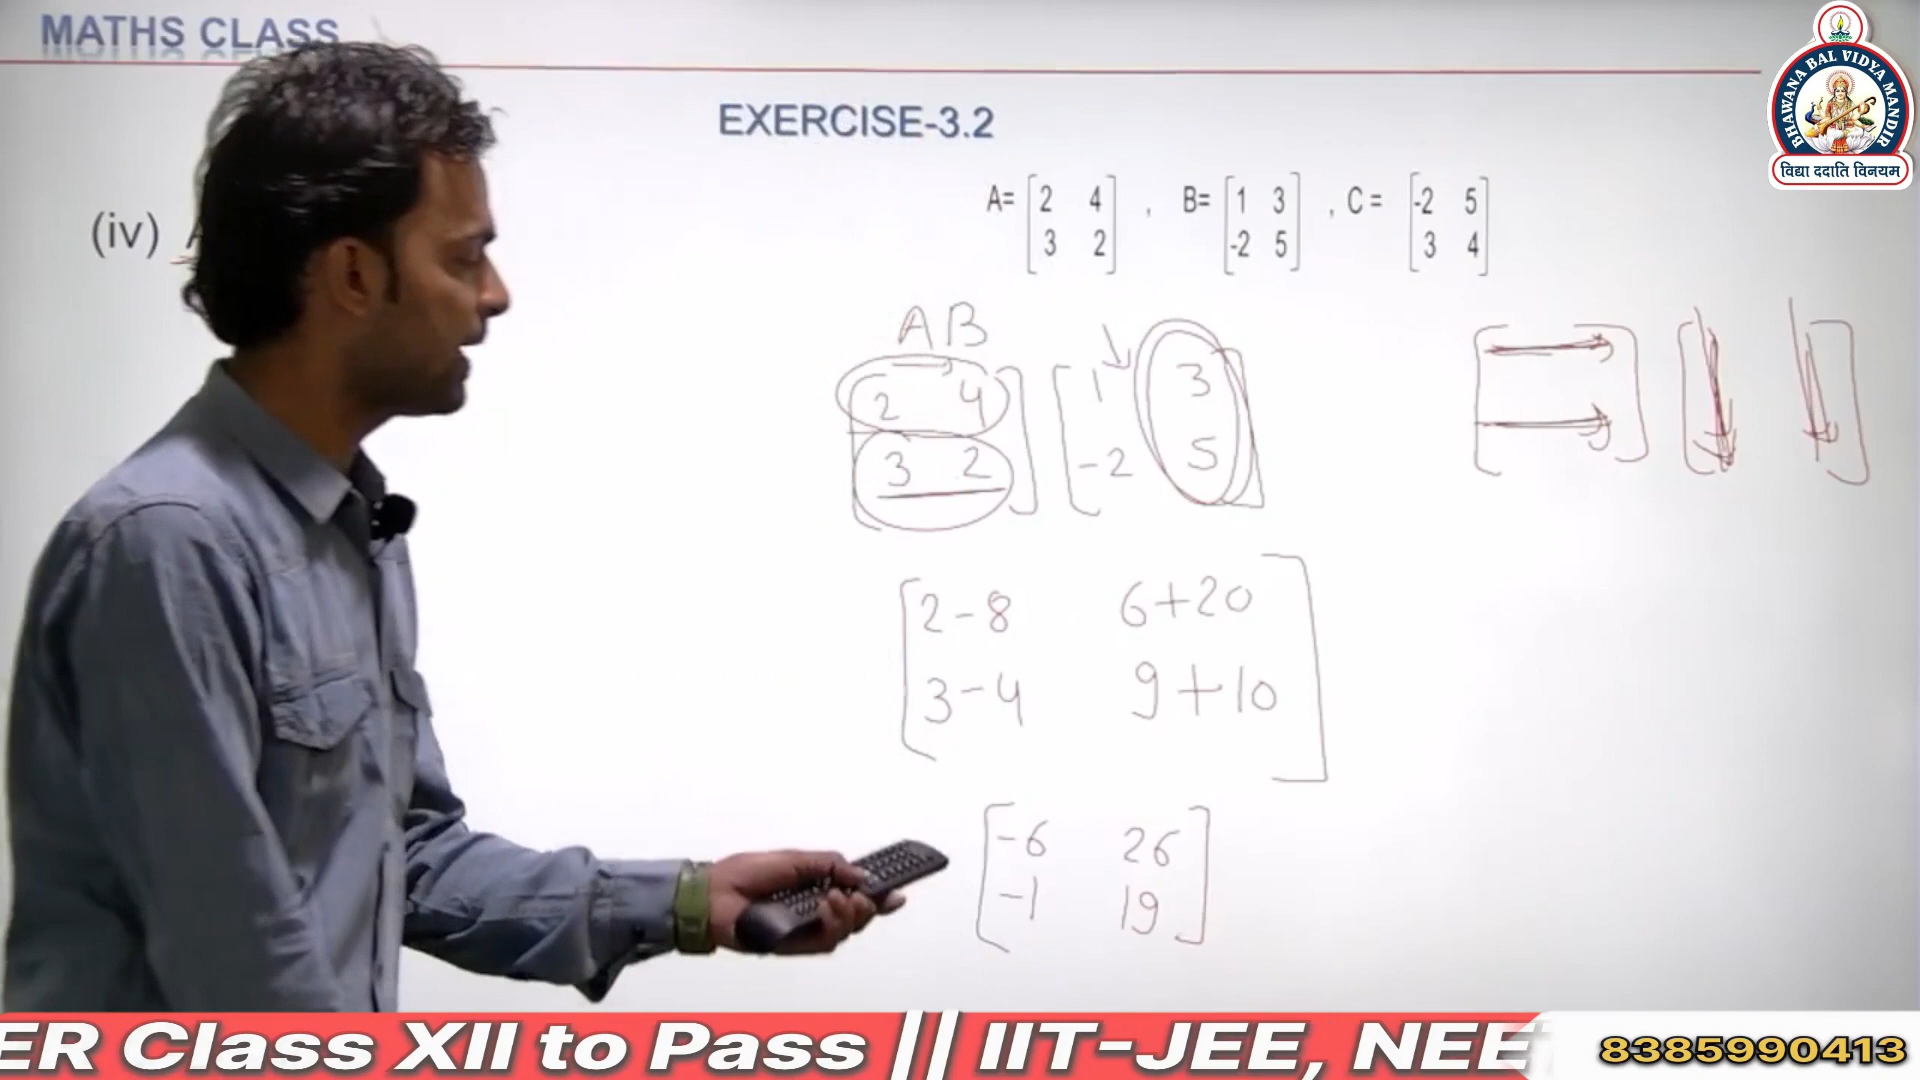 MATHS CLASS
EXERCISE-3.2
(iv) A
A= [2 4 , B= [1 3] , C = [-2 5]
3 2] -2 5 3 4
AB
[2 4] [1 3]
3 2 -2 5
[2-8 6+20]
3-4 9+10
[-6 26]
-1 19
BHAWANA BAL VIDYA MANDIR
विद्या ददाति विनयम
ER Class XII to Pass || IIT-JEE, NEE
8385990413